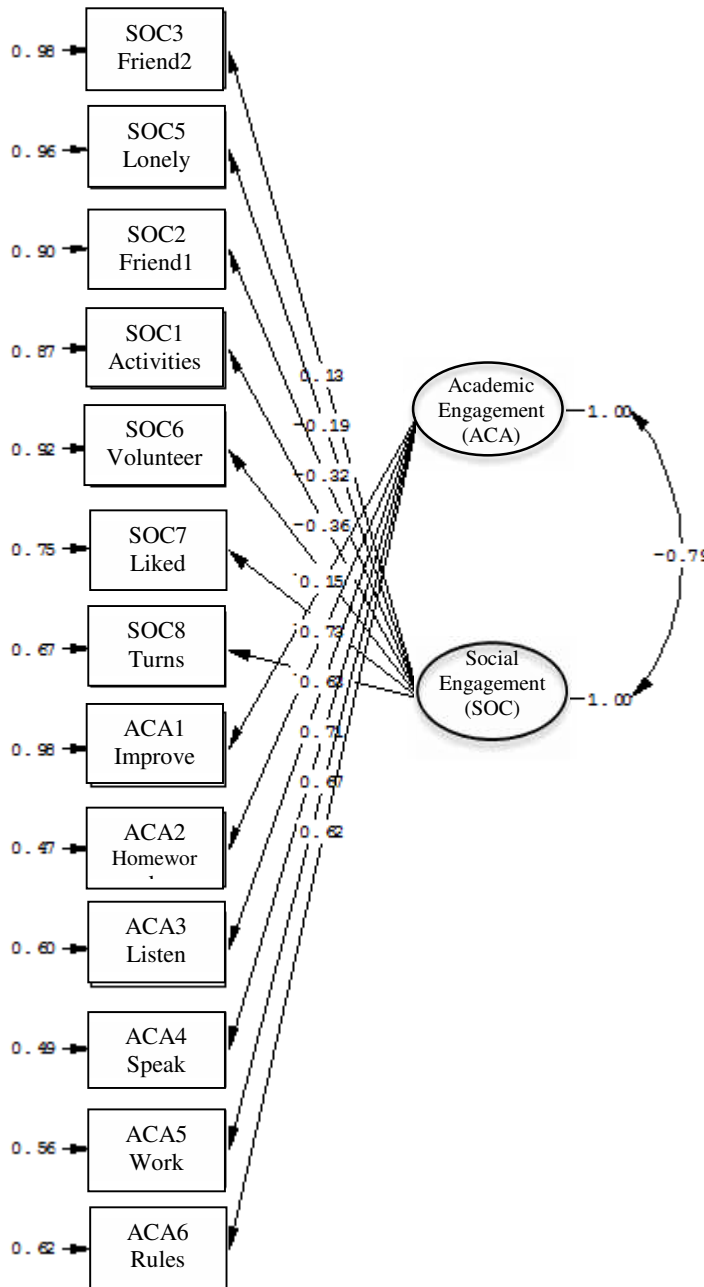 0.98
SOC3
Friend2
0.96
SOC5
Lonely
0.90
SOC2
Friend1
0.87
SOC1
Activities
0.92
SOC6
Volunteer
0.75
SOC7
Liked
0.67
SOC8
Turns
0.98
ACA1
Improve
0.47
ACA2
Homewor
0.60
ACA3
Listen
0.49
ACA4
Speak
0.56
ACA5
Work
0.62
ACA6
Rules
0.13
-0.19
-0.32
-0.36
0.15
0.73
0.63
0.71
0.67
0.62
Academic
Engagement
(ACA)
1.00
-0.79
Social
Engagement
(SOC)
1.00